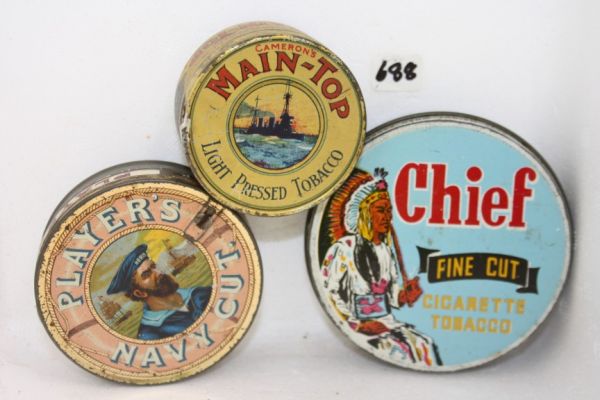 CAMERON'S
MAIN-TOP
LIGHT PRESSED TOBACCO
688
PLAYER'S
NAVY CUT
Chief
FINE CUT
CIGARETTE
TOBACCO